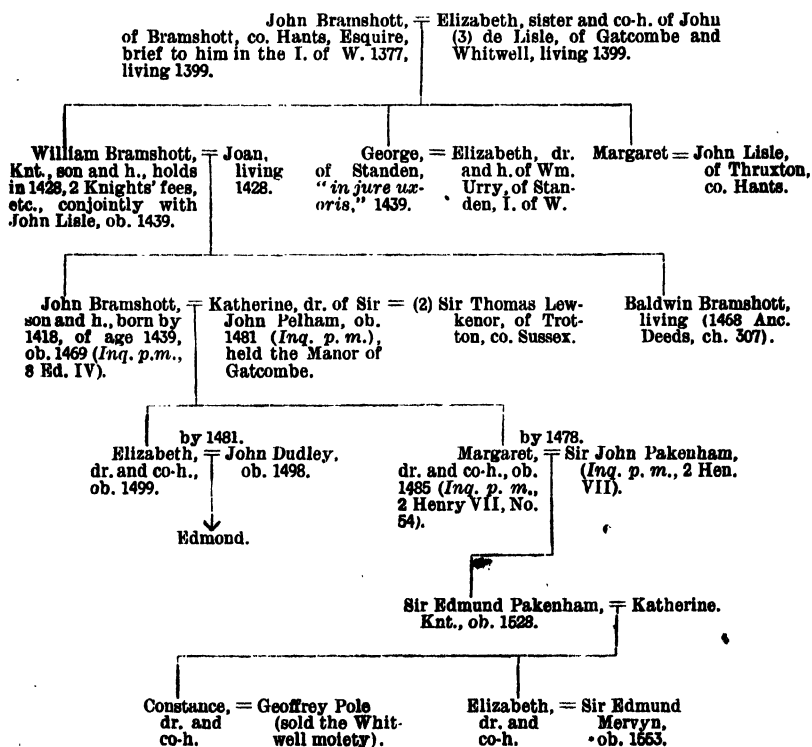 John Bramshott, = Elizabeth, sister and co-h. of John
of Bramshott, co. Hants, Esquire, (3) de Lisle, of Gatcombe and
brief to him in the I. of W. 1377, Whitwell, living 1399.
living 1399.
William Bramshott, = Joan,
Knt., son and h., holds living
in 1428, 2 Knights' fees, 1428.
etc., conjointly with
John Lisle, ob. 1439.
George, = Elizabeth, dr.
of Standen, and h. of Wm.
"in jure ux- Urry, of Stan-
oris," 1439. den, I. of W.
Margaret = John Lisle,
of Thruxton,
co. Hants.
John Bramshott, = Katherine, dr. of Sir = (2) Sir Thomas Lew-
son and h., born by John Pelham, ob. kenor, of Trot-
1418, of age 1439, 1481 (Inq. p. m.), ton, co. Sussex.
ob. 1469 (Inq. p.m., held the Manor of
8 Ed. IV). Gatcombe.
Baldwin Bramshott,
living (1468 Anc.
Deeds, ch. 307).
by 1481.
Elizabeth, = John Dudley,
dr. and co-h., ob. 1498.
ob. 1499.
Edmond.
by 1478.
Margaret, = Sir John Pakenham,
dr. and co-h., ob. (Inq. p. m., 2 Hen.
1485 (Inq. p. m., VII).
2 Henry VII, No.
54).
Sir Edmund Pakenham, = Katherine.
Knt., ob. 1528.
Constance, = Geoffrey Pole
dr. and (sold the Whit-
co-h. well moiety).
Elizabeth, = Sir Edmund
dr. and Mervyn,
co-h. ob. 1553.